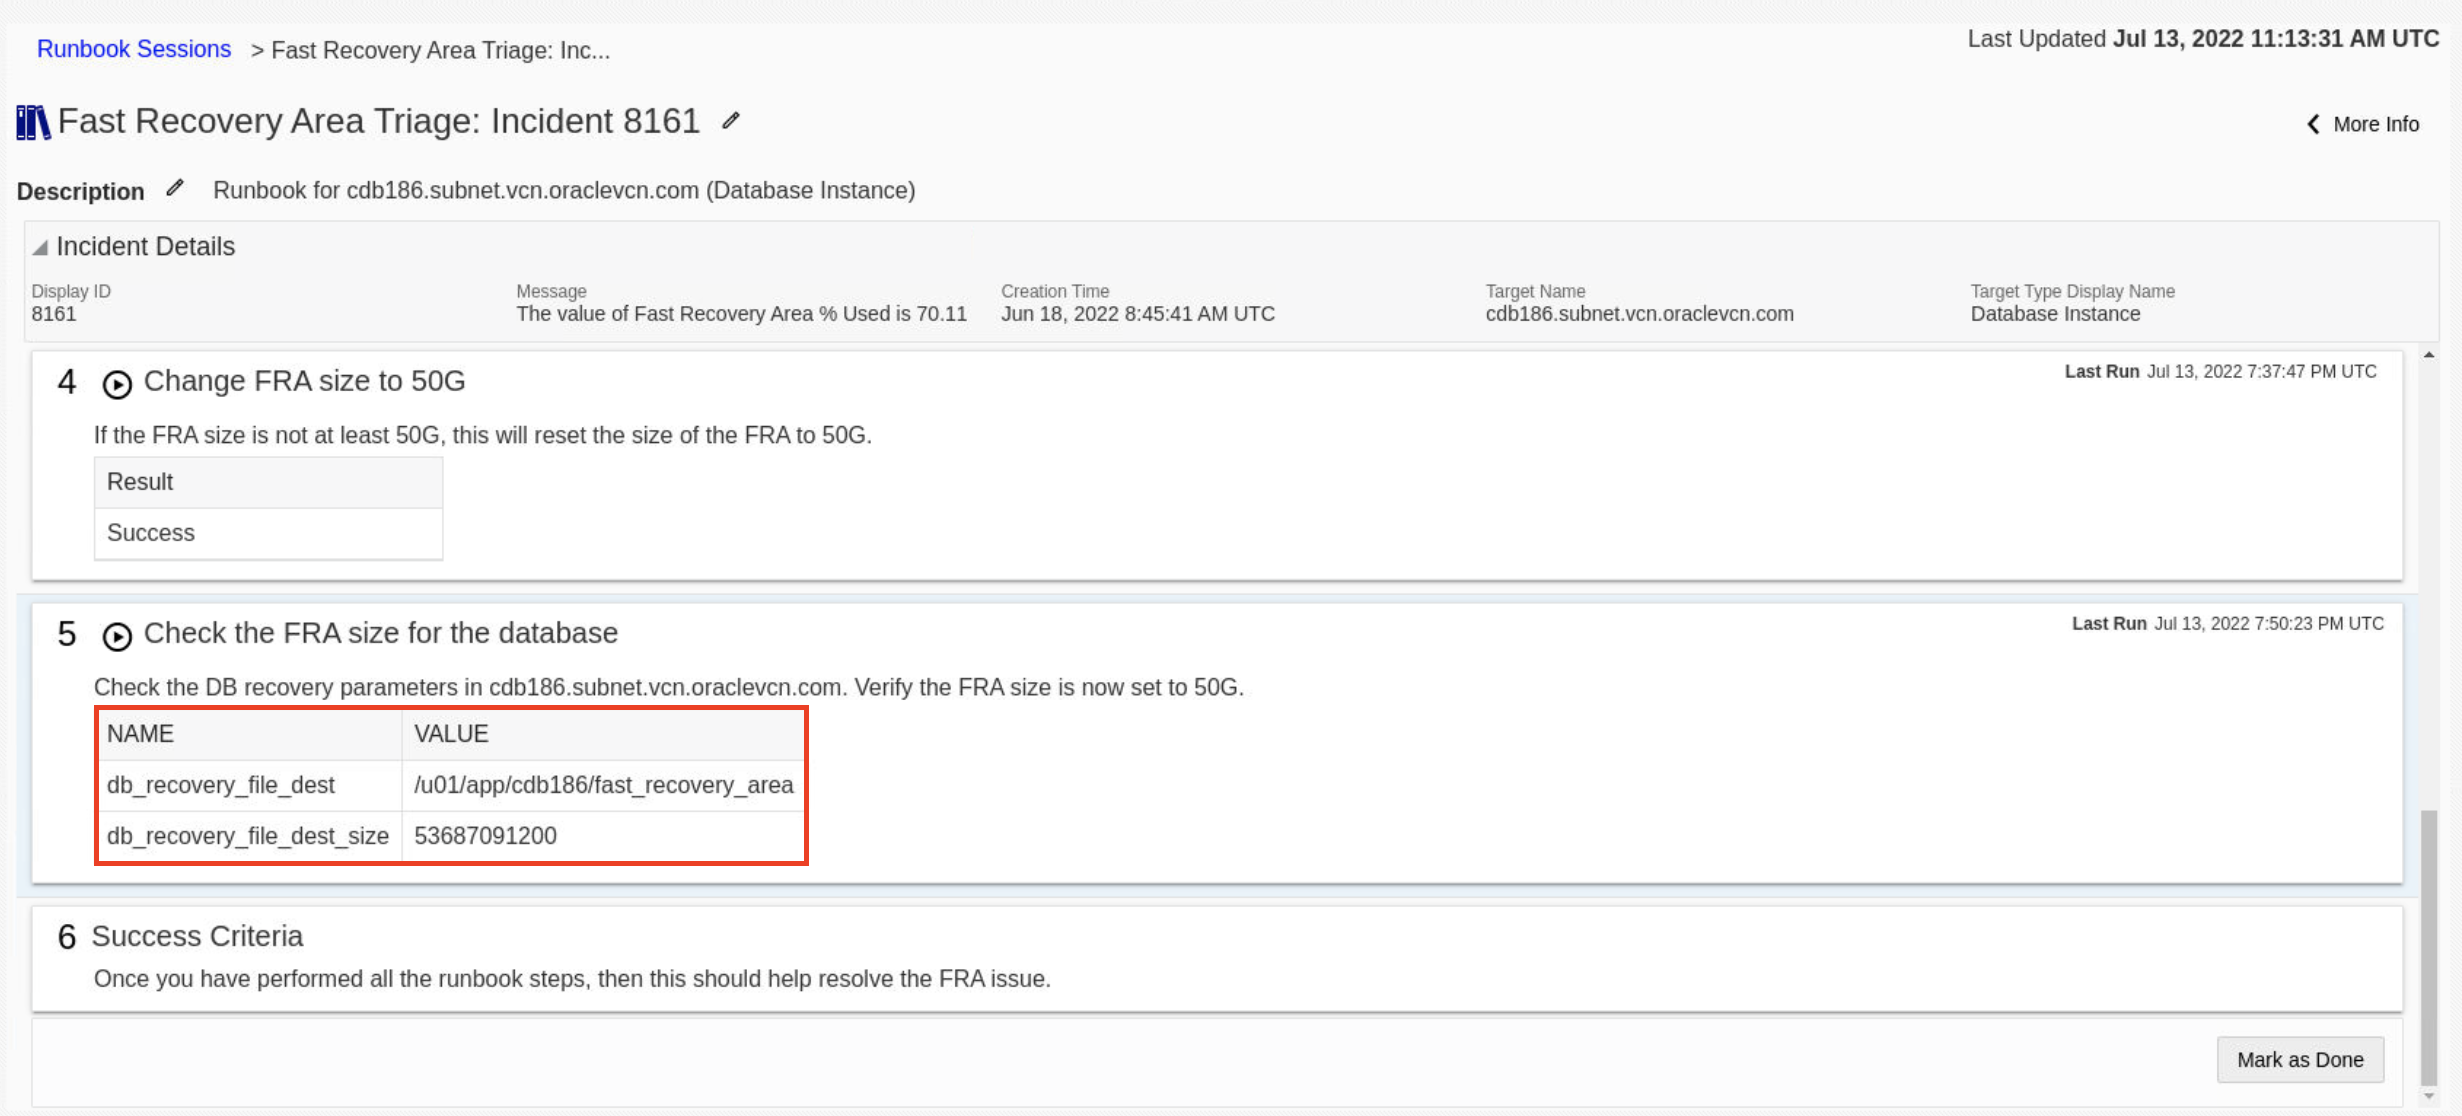 Runbook Sessions > Fast Recovery Area Triage: Inc...
Last Updated Jul 13, 2022 11:13:31 AM UTC
Fast Recovery Area Triage: Incident 8161
More Info
Description Runbook for cdb186.subnet.vcn.oraclevcn.com (Database Instance)
Incident Details
Display ID
8161
Message
The value of Fast Recovery Area % Used is 70.11
Creation Time
Jun 18, 2022 8:45:41 AM UTC
Target Name
cdb186.subnet.vcn.oraclevcn.com
Target Type Display Name
Database Instance
4 Change FRA size to 50G
Last Run Jul 13, 2022 7:37:47 PM UTC
If the FRA size is not at least 50G, this will reset the size of the FRA to 50G.
Result
Success
5 Check the FRA size for the database
Last Run Jul 13, 2022 7:50:23 PM UTC
Check the DB recovery parameters in cdb186.subnet.vcn.oraclevcn.com. Verify the FRA size is now set to 50G.
NAME VALUE
db_recovery_file_dest /u01/app/cdb186/fast_recovery_area
db_recovery_file_dest_size 53687091200
6 Success Criteria
Once you have performed all the runbook steps, then this should help resolve the FRA issue.
Mark as Done